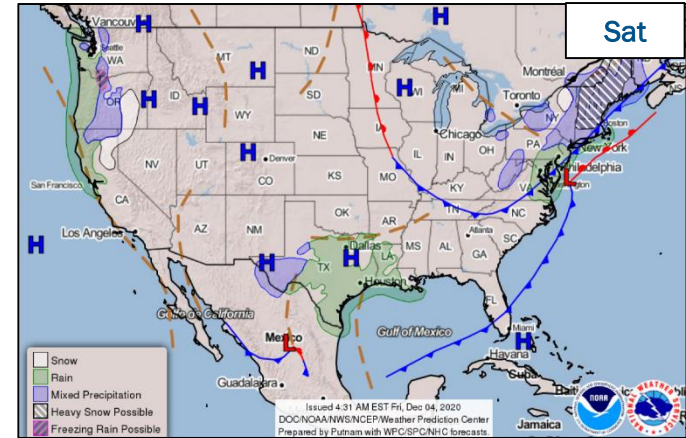 Sat
Vancouv
H
H
Seattle
WA
MT
ND
MN
Montréal
H
OR
H
ID
H
WY
SD
H
WI
MI
Toronto
NY
Boston
NE
IA
Chicago
New York
NV
UT
H
Denver
CO
KS
MO
IL
IN
OH
PA
Philadelphia
L
San Francisco
CA
KY
VA
Los Angeles
AZ
NM
OK
AR
TN
NC
H
H
TX
Dallas
H
LA
MS
AL
Atlanta
GA
SC
Houston
FL
Golfo de California
Mexico
L
Gulf of Mexico
Miami
H
Havana
Cuba
Guadalajara
Jamaica
Snow
Rain
Mixed Precipitation
Heavy Snow Possible
Freezing Rain Possible
Issued 4:31 AM EST Fri, Dec 04, 2020
DOC/NOAA/NWS/NCEP/Weather Prediction Center
Prepared by Putnam with WPC/SPC/NHC forecasts.
NOAA